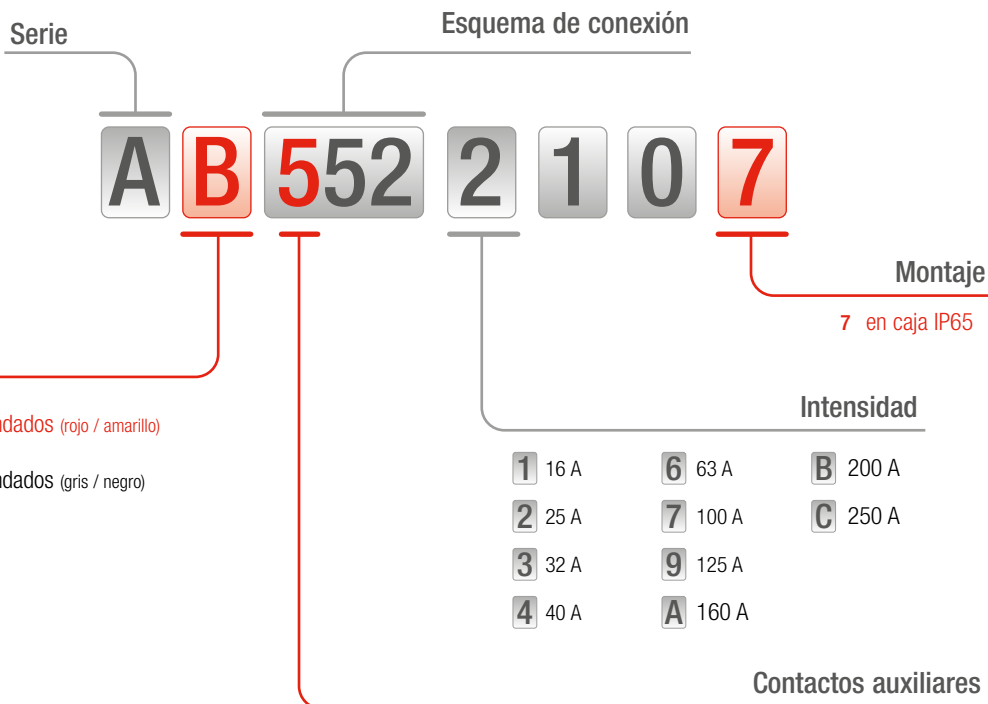 Serie
Esquema de conexión
A B 552 2 1 0 7
Montaje
7 en caja IP65
ndados (rojo / amarillo)
ndados (gris / negro)
Intensidad
1 16 A 6 63 A B 200 A
2 25 A 7 100 A C 250 A
3 32 A 9 125 A
4 40 A A 160 A
Contactos auxiliares